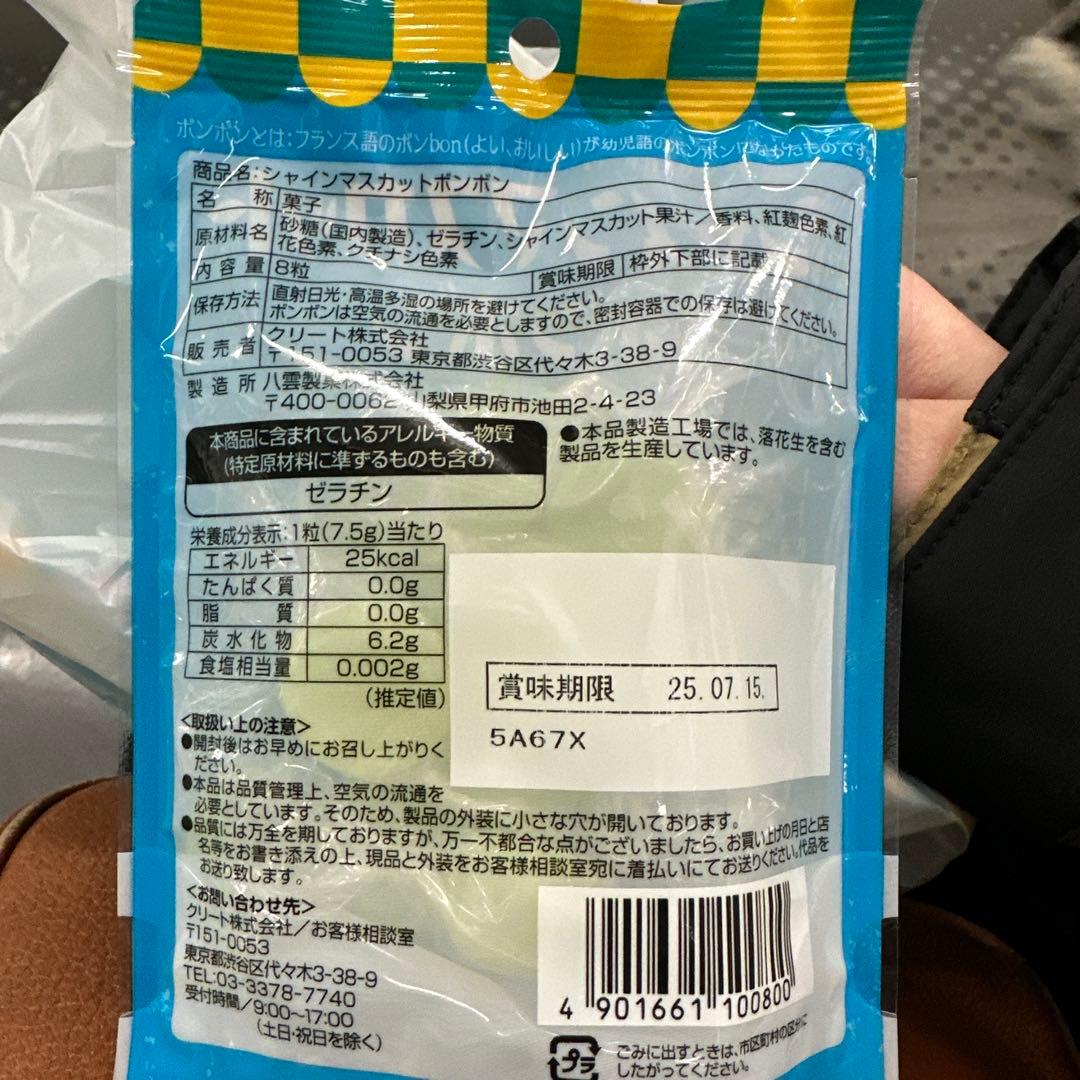 ボンボンとは:フランス語のボンbon(よい、おいしい)が幼児語のボンボンになったものです。
商品名:シャインマスカットボンボン
名称 菓子
原材料名 砂糖(国内製造)、ゼラチン、シャインマスカット果汁/香料、紅麹色素、紅
花色素、クチナシ色素
内容量 8粒 賞味期限 枠外下部に記載
保存方法 直射日光・高温多湿の場所を避けてください。
ボンボンは空気の流通を必要としますので、密封容器での保存は避けてください。
販売者 クリート株式会社
〒151-0053 東京都渋谷区代々木3-38-9
製造所 八雲製菓株式会社
〒400-0062 山梨県甲府市池田2-4-23
本商品に含まれているアレルギー物質
(特定原材料に準ずるものも含む)
ゼラチン
●本品製造工場では、落花生を含む
製品を生産しています。
栄養成分表示:1粒(7.5g)当たり
エネルギー 25kcal
たんぱく質 0.0g
脂質 0.0g
炭水化物 6.2g
食塩相当量 0.002g
(推定値)
賞味期限 25.07.15.
5A67X
<取扱い上の注意>
●開封後はお早めにお召し上がりく
ださい。
●本品は品質管理上、空気の流通を
必要としています。そのため、製品の外装に小さな穴が開いております。
●品質には万全を期しておりますが、万一不都合な点がございましたら、お買い上げの月日と店
名等をお書き添えの上、現品と外装をお客様相談室宛に着払いにてお送りください。代品を
お送り致します。
<お問い合わせ先>
クリート株式会社/お客様相談室
〒151-0053
東京都渋谷区代々木3-38-9
TEL:03-3378-7740
受付時間/9:00~17:00
(土日・祝日を除く)
4 901661 100800
プラ
ごみに出すときは、市区町村の区分に
したがってください。